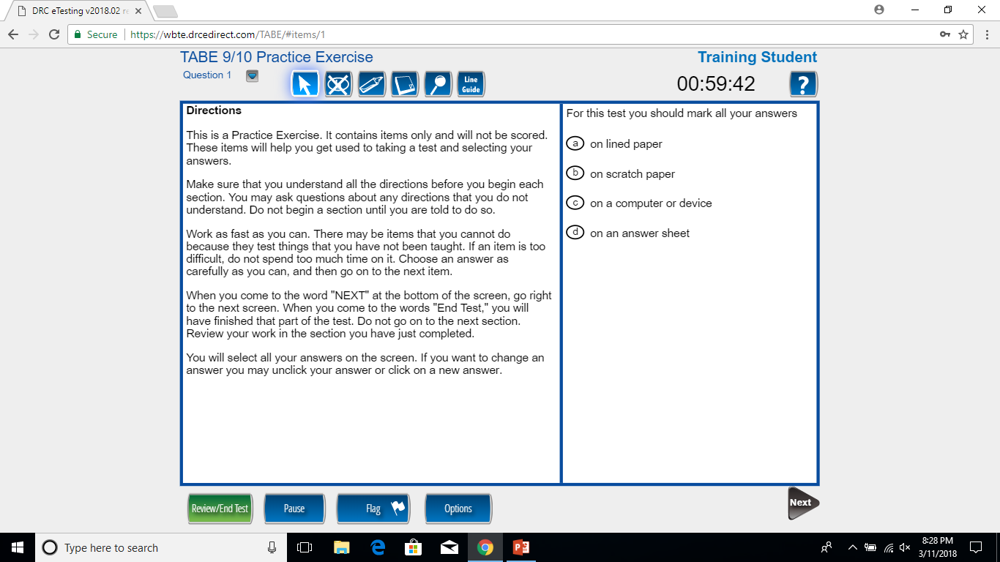 DRC eTesting v2018.02 r
Secure https://wbte.drcedirect.com/TABE/#items/1
TABE 9/10 Practice Exercise
Training Student
Question 1
Line
Guide
00:59:42
?
Directions
This is a Practice Exercise. It contains items only and will not be scored.
These items will help you get used to taking a test and selecting your
answers.
Make sure that you understand all the directions before you begin each
section. You may ask questions about any directions that you do not
understand. Do not begin a section until you are told to do so.
Work as fast as you can. There may be items that you cannot do
because they test things that you have not been taught. If an item is too
difficult, do not spend too much time on it. Choose an answer as
carefully as you can, and then go on to the next item.
When you come to the word "NEXT" at the bottom of the screen, go right
to the next screen. When you come to the words "End Test," you will
have finished that part of the test. Do not go on to the next section.
Review your work in the section you have just completed.
You will select all your answers on the screen. If you want to change an
answer you may unclick your answer or click on a new answer.
For this test you should mark all your answers
a on lined paper
b on scratch paper
c on a computer or device
d on an answer sheet
Review/End Test
Pause
Flag
Options
Next
Type here to search
8:28 PM
3/11/2018